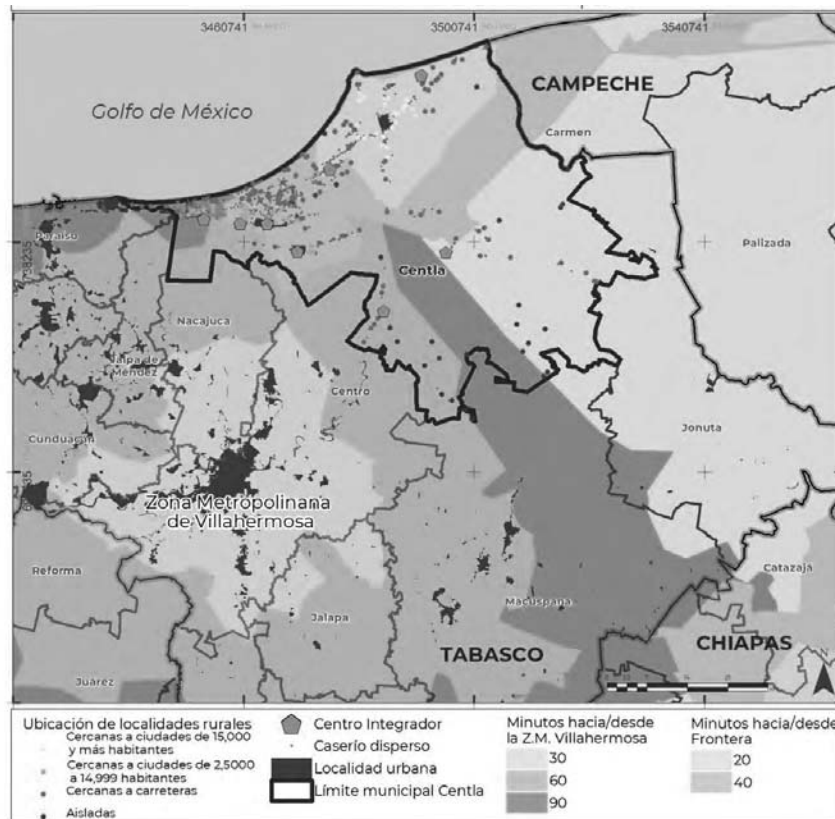 3460741
3500741
3540741
CAMPECHE
Golfo de México
Carmen
Paraíso
Palizada
Centla
Nacajuca
Jalpa de
Méndez
Centro
Cunduacán
Jonuta
Zona Metropolinana
de Villahermosa
Reforma
Catazaja
Macuspana
Jalapa
TABASCO
CHIAPAS
Juárez
N
Ubicación de localidades rurales
Cercanas a ciudades de 15,000
y más habitantes
Cercanas a ciudades de 2,5000
a 14,999 habitantes
Cercanas a carreteras
Aisladas
Centro Integrador
Caserío disperso
Localidad urbana
Límite municipal Centla
Minutos hacia/desde
la Z.M. Villahermosa
30
60
90
Minutos hacia/desde
Frontera
20
40